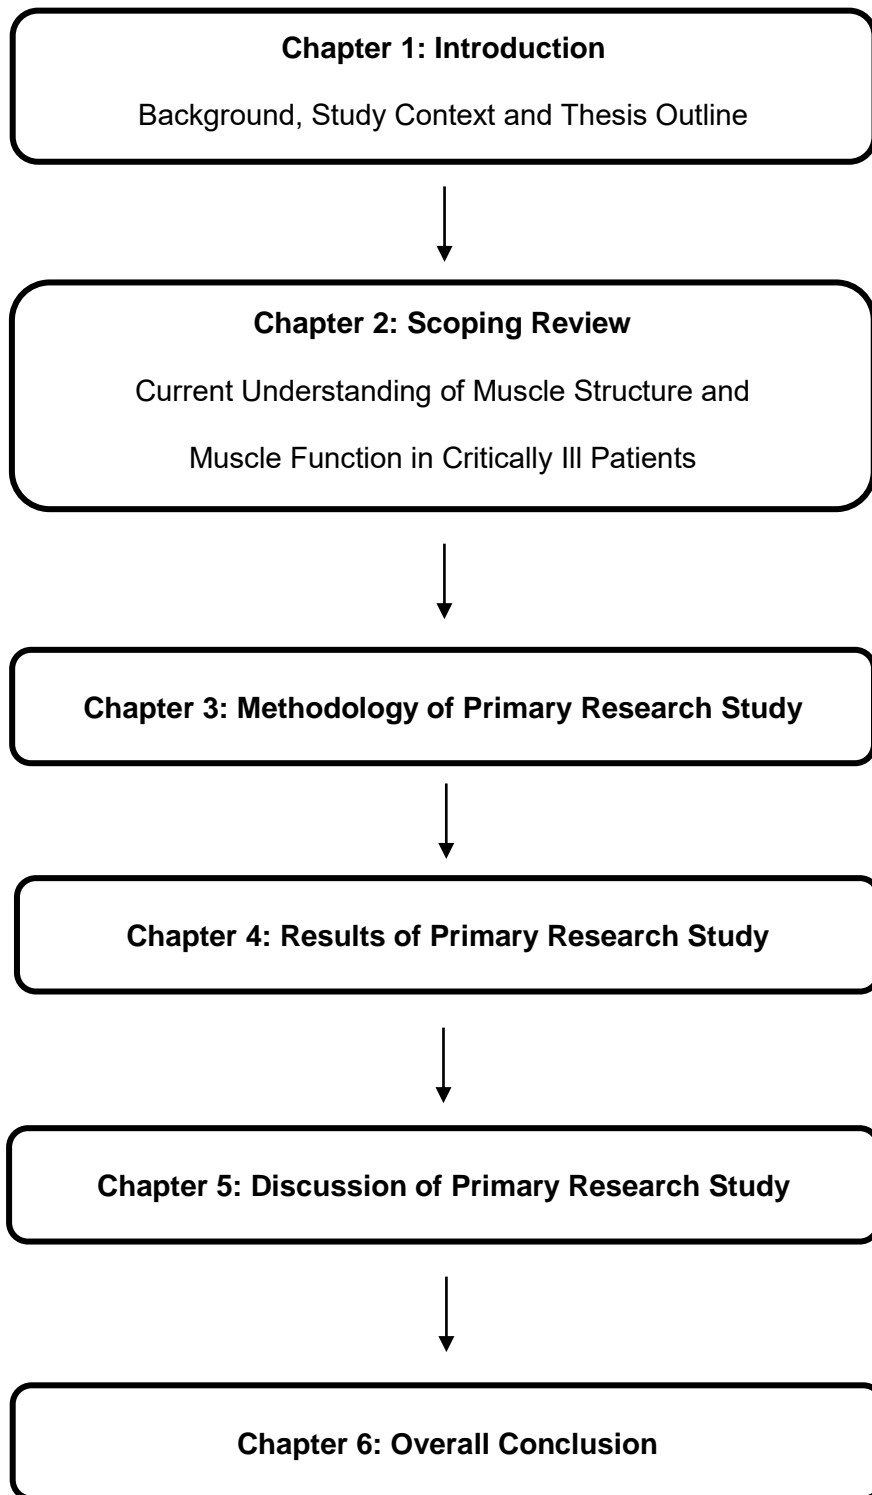 Chapter 1: Introduction
Background, Study Context and Thesis Outline
Chapter 2: Scoping Review
Current Understanding of Muscle Structure and
Muscle Function in Critically Ill Patients
Chapter 3: Methodology of Primary Research Study
Chapter 4: Results of Primary Research Study
Chapter 5: Discussion of Primary Research Study
Chapter 6: Overall Conclusion